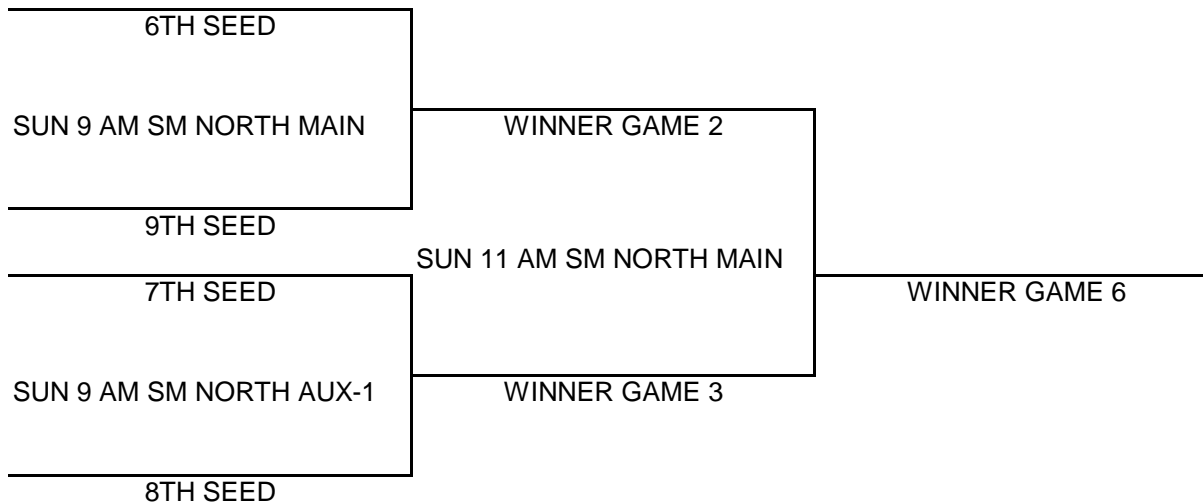 6TH SEED
SUN 9 AM SM NORTH MAIN
WINNER GAME 2
9TH SEED
SUN 11 AM SM NORTH MAIN
7TH SEED
WINNER GAME 6
SUN 9 AM SM NORTH AUX-1
WINNER GAME 3
8TH SEED